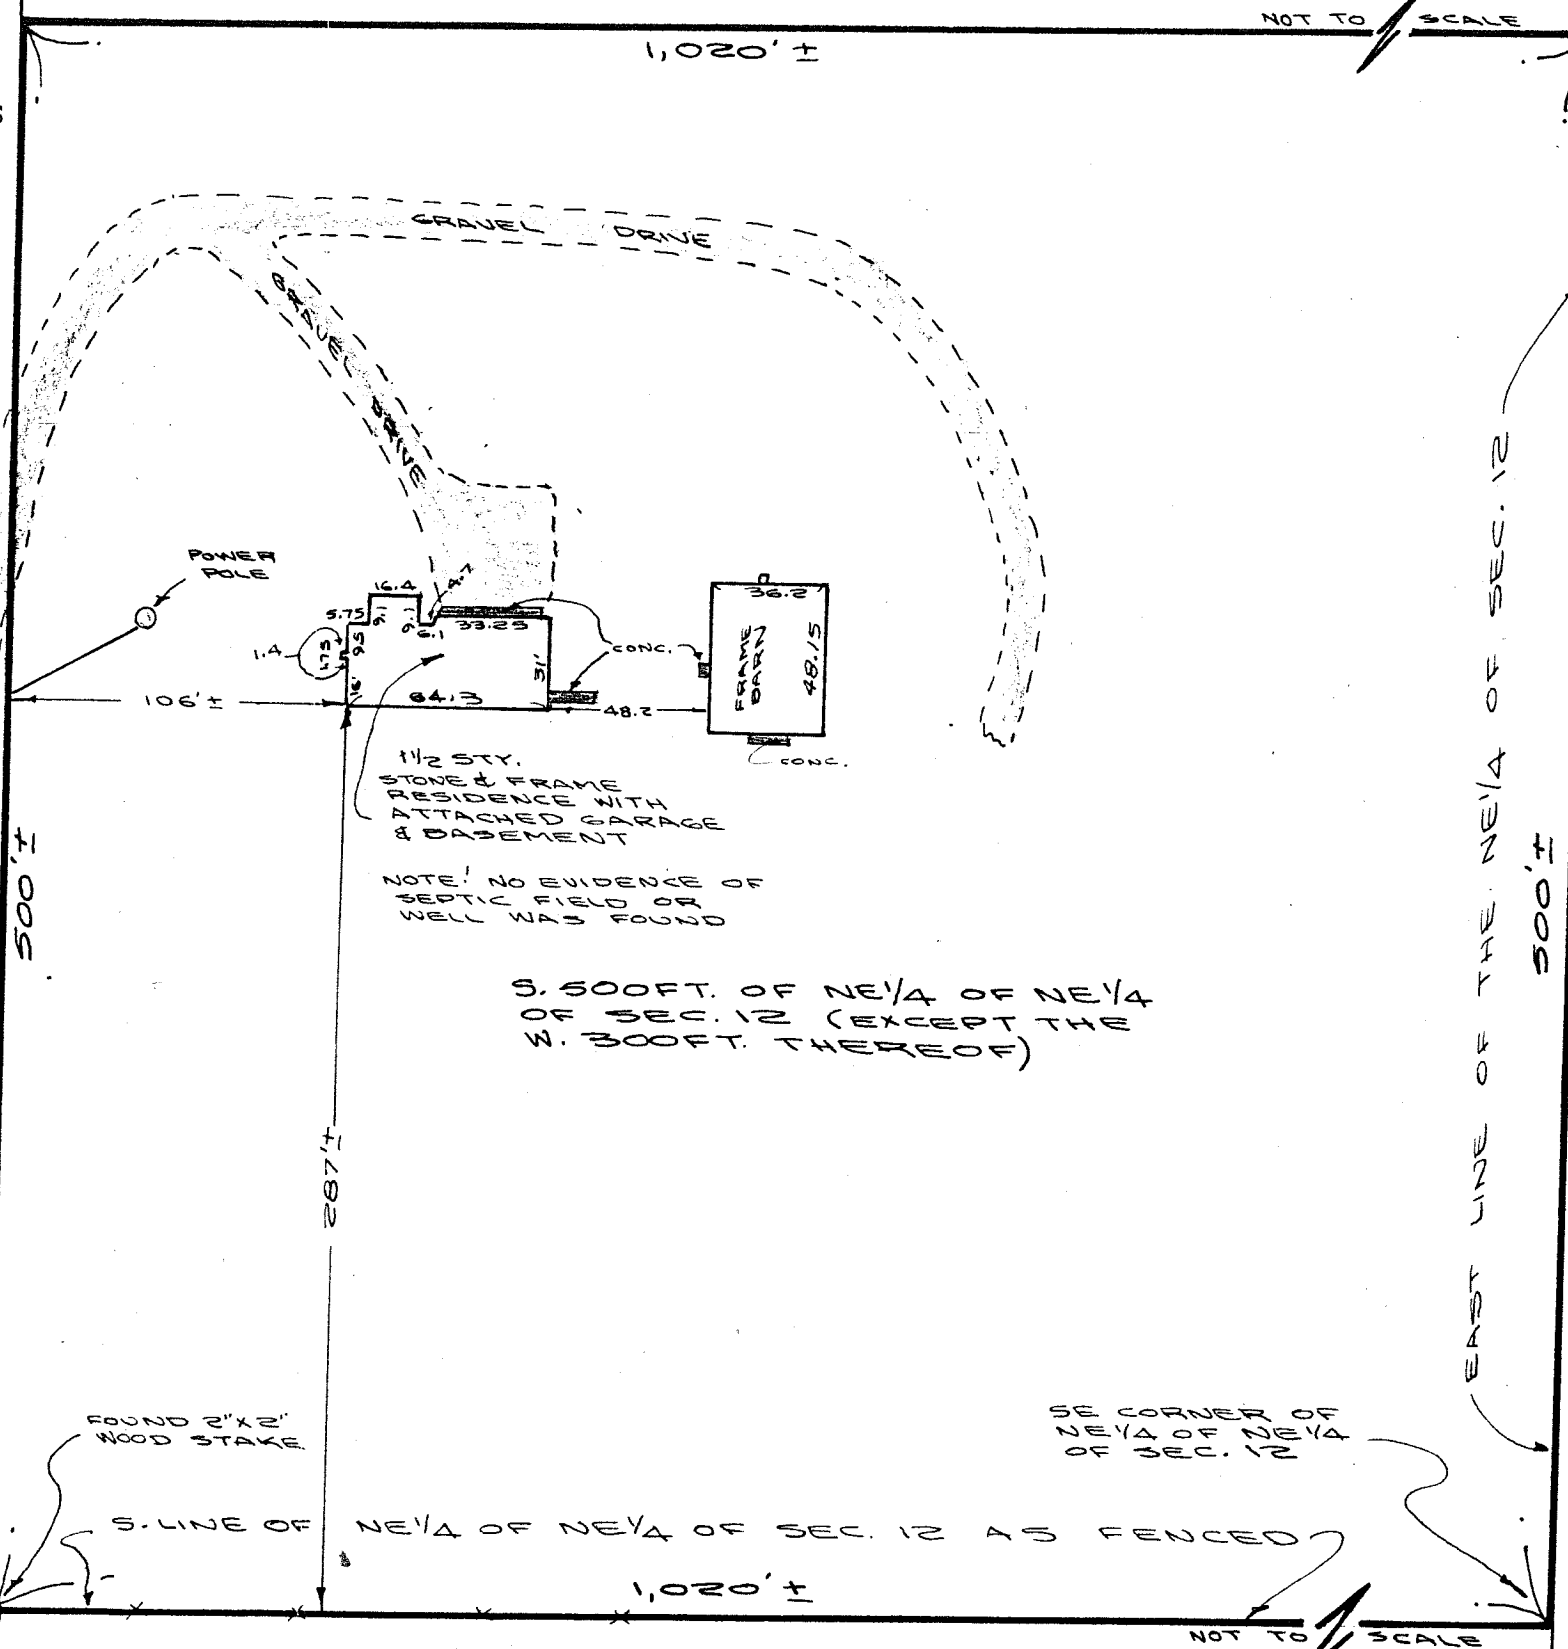 NOT TO SCALE
1,020' ±
GRAVEL DRIVE
GRAVEL DRIVE
POWER
POLE
16.4
4.7
5.75
9.1
9.1
6.1
33.25
9.5
1.4
4.75
16'
31'
64.3
106' ±
CONC.
48.2
36.2
FRAME
BARN
48.15
CONC.
1 1/2 STY.
STONE & FRAME
RESIDENCE WITH
ATTACHED GARAGE
& BASEMENT
NOTE: NO EVIDENCE OF
SEPTIC FIELD OR
WELL WAS FOUND
500' ±
S. 500FT. OF NE1/4 OF NE1/4
OF SEC. 12 (EXCEPT THE
W. 300FT. THEREOF)
287' ±
EAST LINE OF THE NE1/4 OF SEC. 12
500' ±
FOUND 2"X2"
WOOD STAKE
SE CORNER OF
NE1/4 OF NE1/4
OF SEC. 12
S. LINE OF NE1/4 OF NE1/4 OF SEC. 12 AS FENCED
1,020' ±
NOT TO SCALE